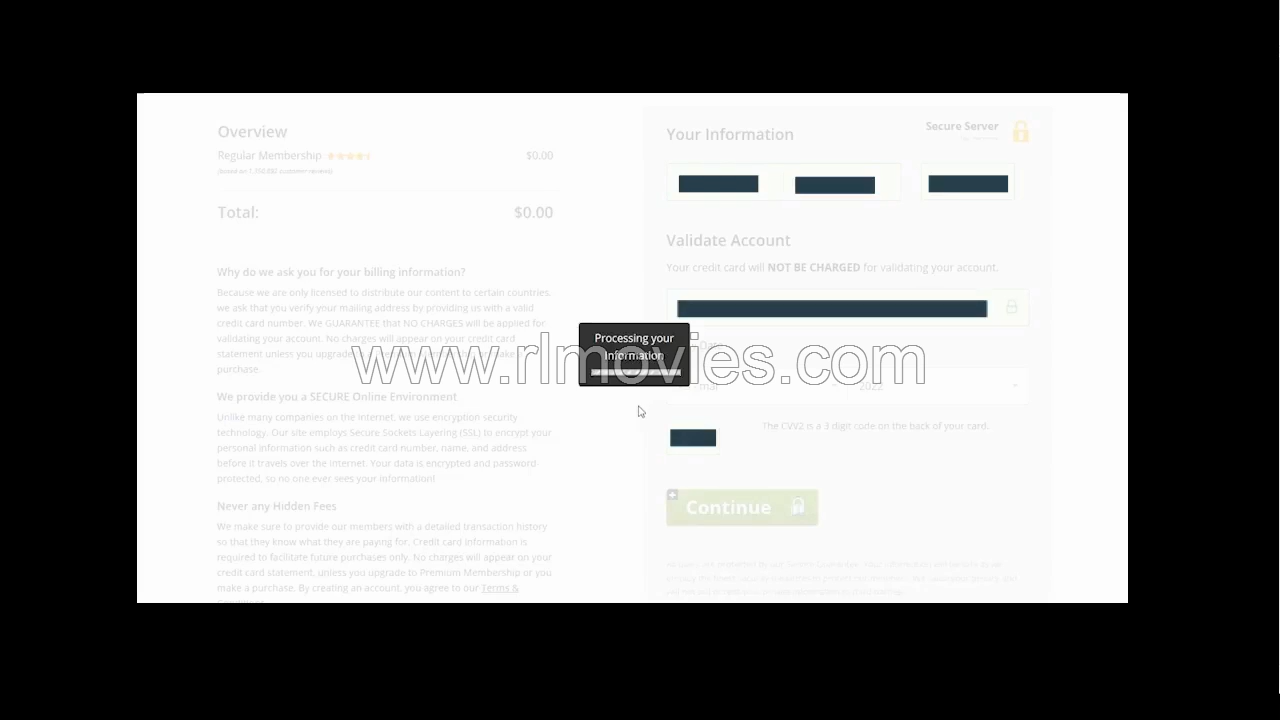 Overview
Regular Membership $0.00
Total: $0.00
Why do we ask you for your billing information?
Because we are only licensed to distribute our content to certain countries,
we ask that you verify your mailing address by providing us with a valid
credit card number. We GUARANTEE that NO CHARGES will be applied for
validating your account. No charges will appear on your credit card
statement unless you upgrade
purchase.
We provide you a SECURE Online Environment
Unlike many companies on the Internet, we use encryption security
technology. Our site employs Secure Sockets Layering (SSL) to encrypt your
personal information such as credit card number, name, and address
before it travels over the Internet. Your data is encrypted and password-
protected, so no one ever sees your information!
Never any Hidden Fees
We make sure to provide our members with a detailed transaction history
so that they know what they are paying for. Credit card information is
required to facilitate future purchases only. No charges will appear on your
credit card statement, unless you upgrade to Premium Membership or you
make a purchase. By creating an account, you agree to our Terms &
Your Information
Secure Server
Validate Account
Your credit card will NOT BE CHARGED for validating your account.
Date
mai 2022
The CVV2 is a 3 digit code on the back of your card.
Continue
Processing your
Information
www.rlmovies.com